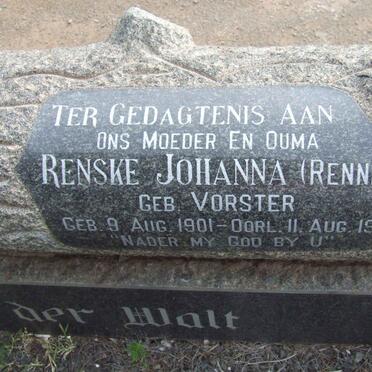 TER GEDAGTENIS AAN
ONS MOEDER EN OUMA
RENSKE JOHANNA (RENN
GEB. VORSTER
GEB. 9 AUG. 1901 - OORL. 11. AUG. 19
"NADER MY GOD BY U"
der Walt